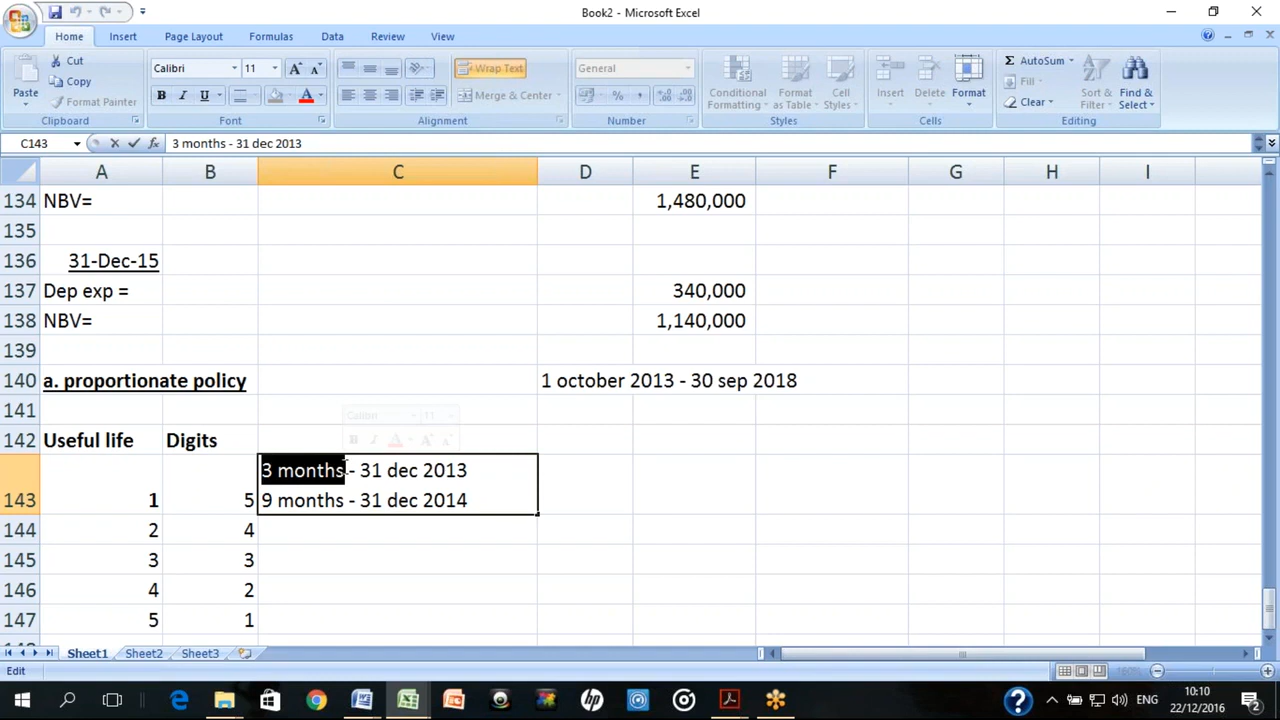 Book2 - Microsoft Excel
Home Insert Page Layout Formulas Data Review View
Paste
Cut
Copy
Format Painter
Clipboard
Calibri 11
B I U
Font
Wrap Text
Merge & Center
Alignment
General
Number
Conditional Formatting
Format as Table
Cell Styles
Styles
Insert Delete Format
Cells
AutoSum
Fill
Clear
Sort & Filter
Find & Select
Editing
C143 3 months - 31 dec 2013
A B C D E F G H I
134 NBV= 1,480,000
135
136 31-Dec-15
137 Dep exp = 340,000
138 NBV= 1,140,000
139
140 a. proportionate policy 1 october 2013 - 30 sep 2018
141
Calibri 11
142 Useful life Digits
3 months - 31 dec 2013
143 1 5 9 months - 31 dec 2014
144 2 4
145 3 3
146 4 2
147 5 1
Sheet1 Sheet2 Sheet3
Edit
ENG
10:10
22/12/2016
2